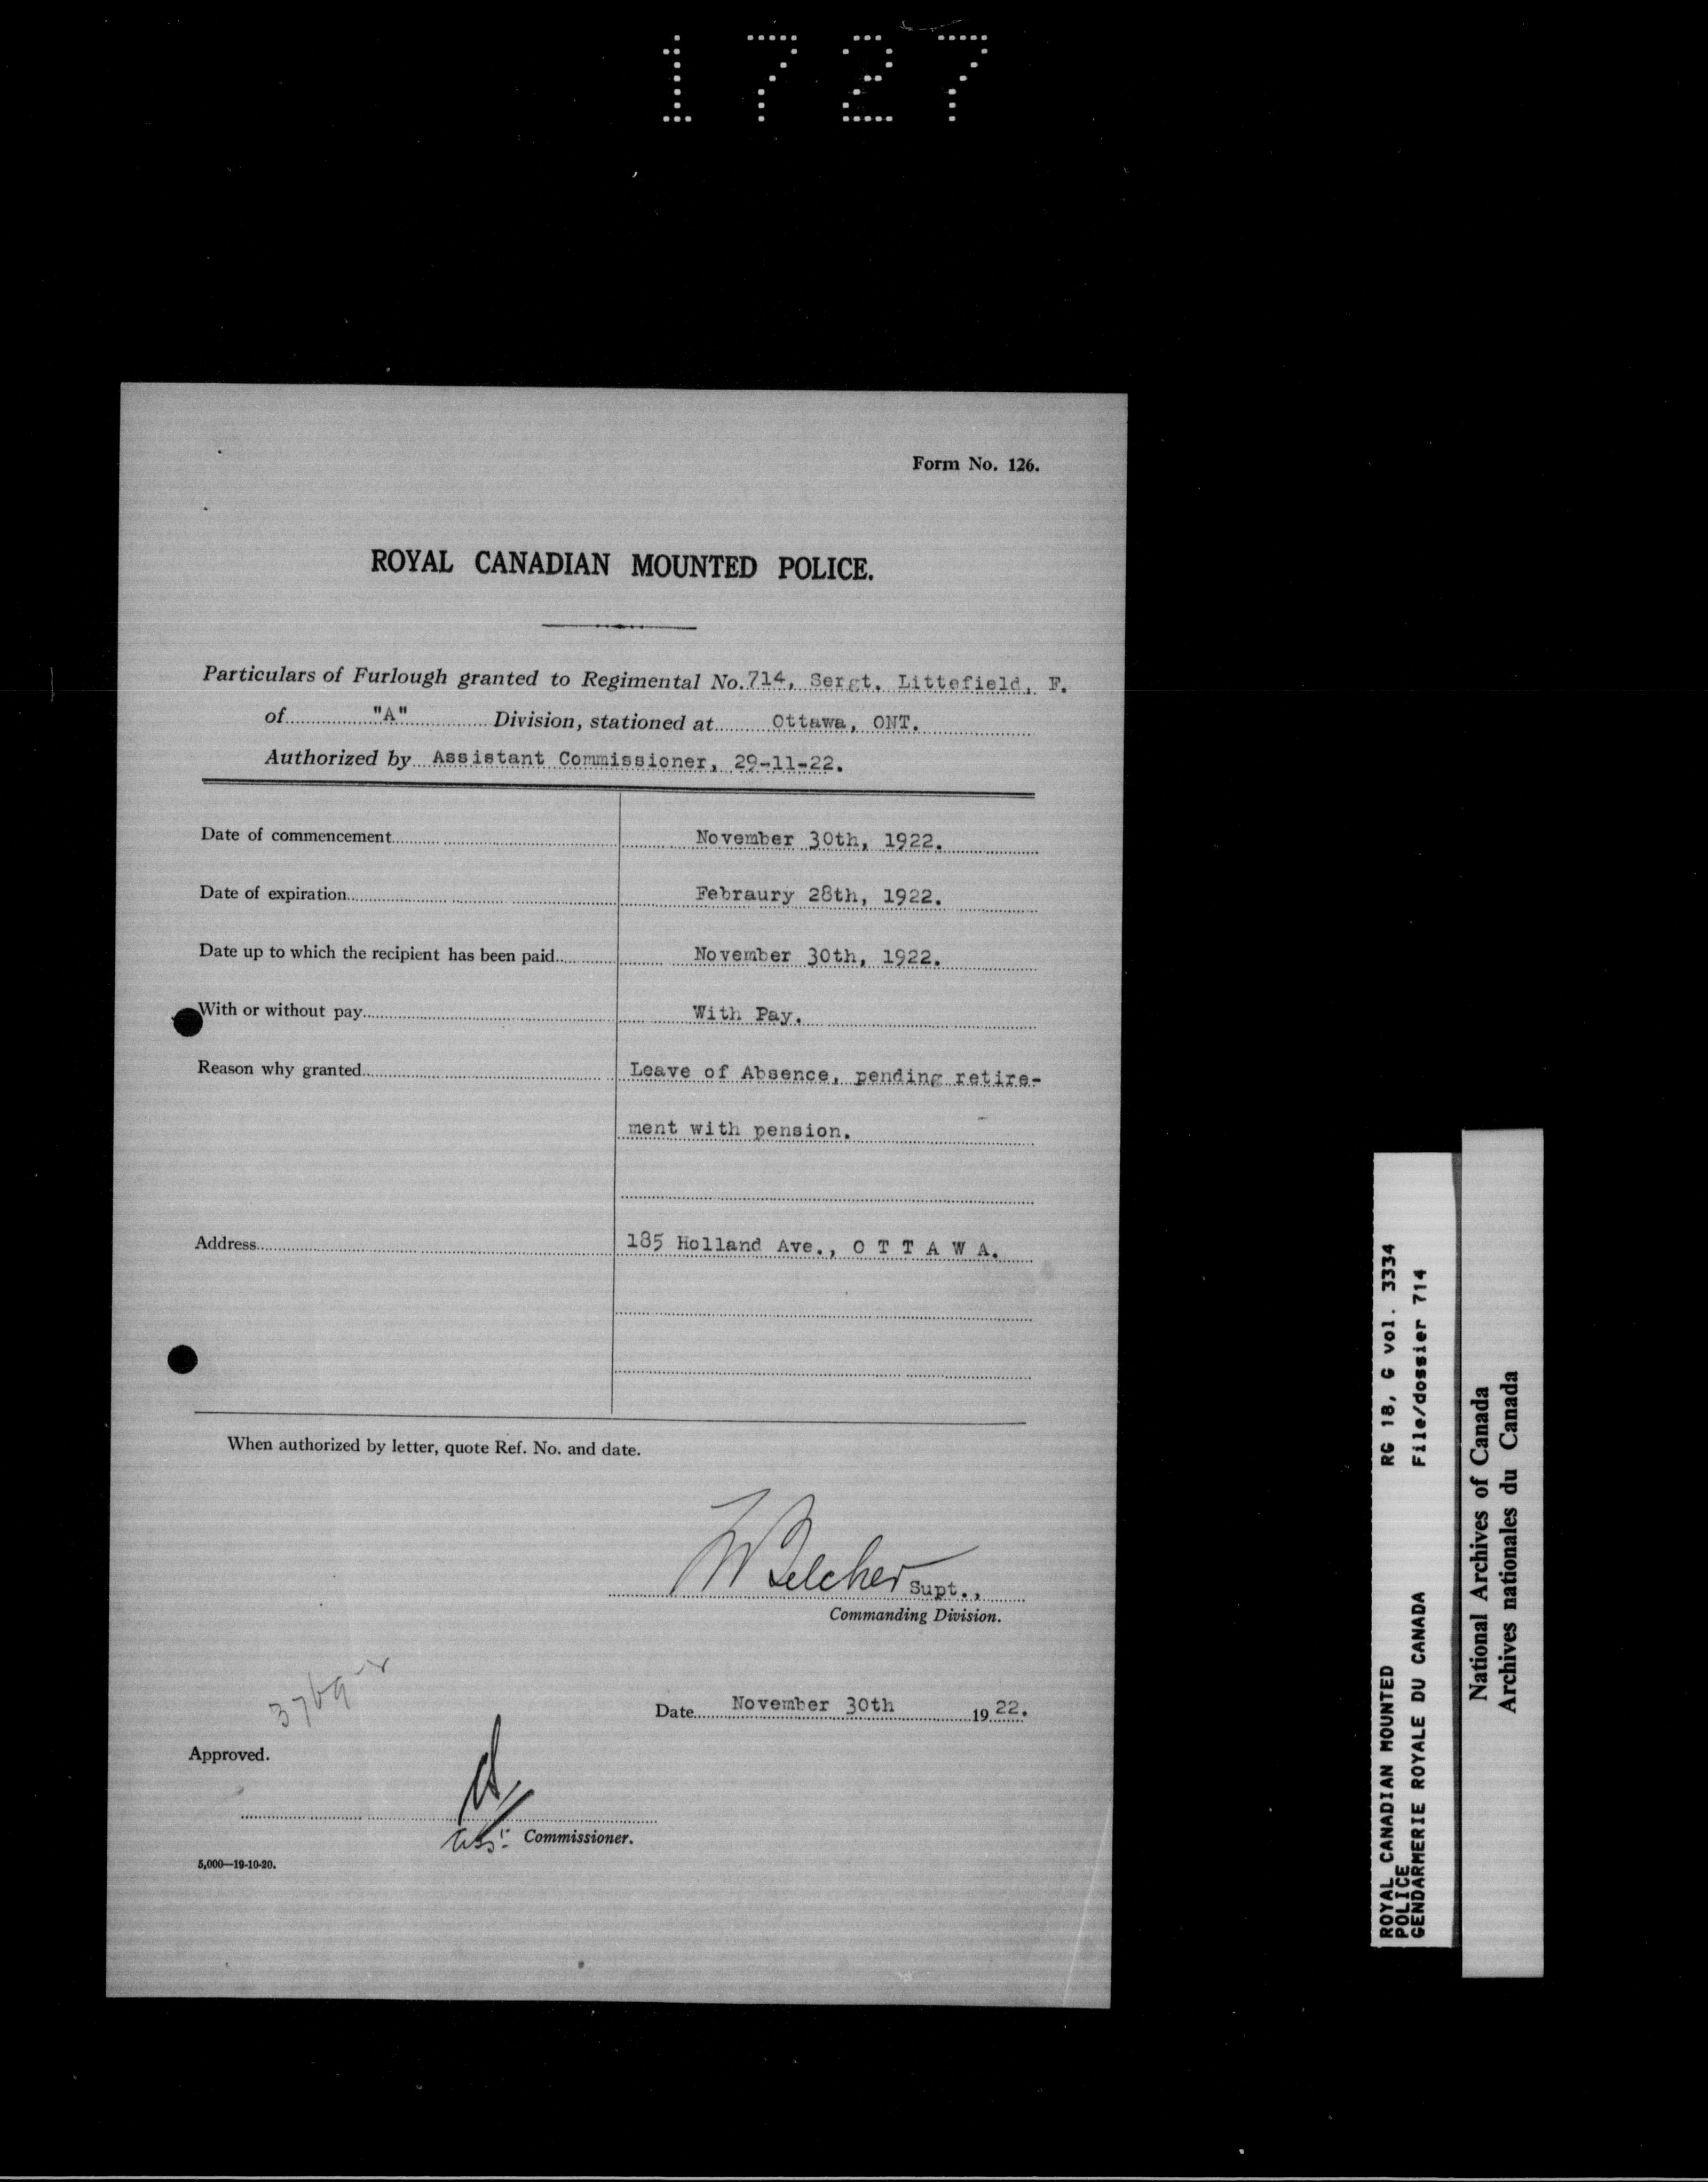 1727
Form No. 126.
ROYAL CANADIAN MOUNTED POLICE.
Particulars of Furlough granted to Regimental No. 714, Sergt. Littefield, F.
of "A" Division, stationed at Ottawa, ONT.
Authorized by Assistant Commissioner, 29-11-22.
Date of commencement November 30th, 1922.
Date of expiration Febraury 28th, 1922.
Date up to which the recipient has been paid November 30th, 1922.
With or without pay With Pay.
Reason why granted Leave of Absence, pending retire-
ment with pension.
Address 185 Holland Ave., O T T A W A.
When authorized by letter, quote Ref. No. and date.
Belcher Supt.,
Commanding Division.
Date November 30th 1922.
Approved.
Commissioner.
5,000—19-10-20.
ROYAL CANADIAN MOUNTED RG 18, G vol. 3334
POLICE
GENDARMERIE ROYALE DU CANADA File/dossier 714
National Archives of Canada
Archives nationales du Canada